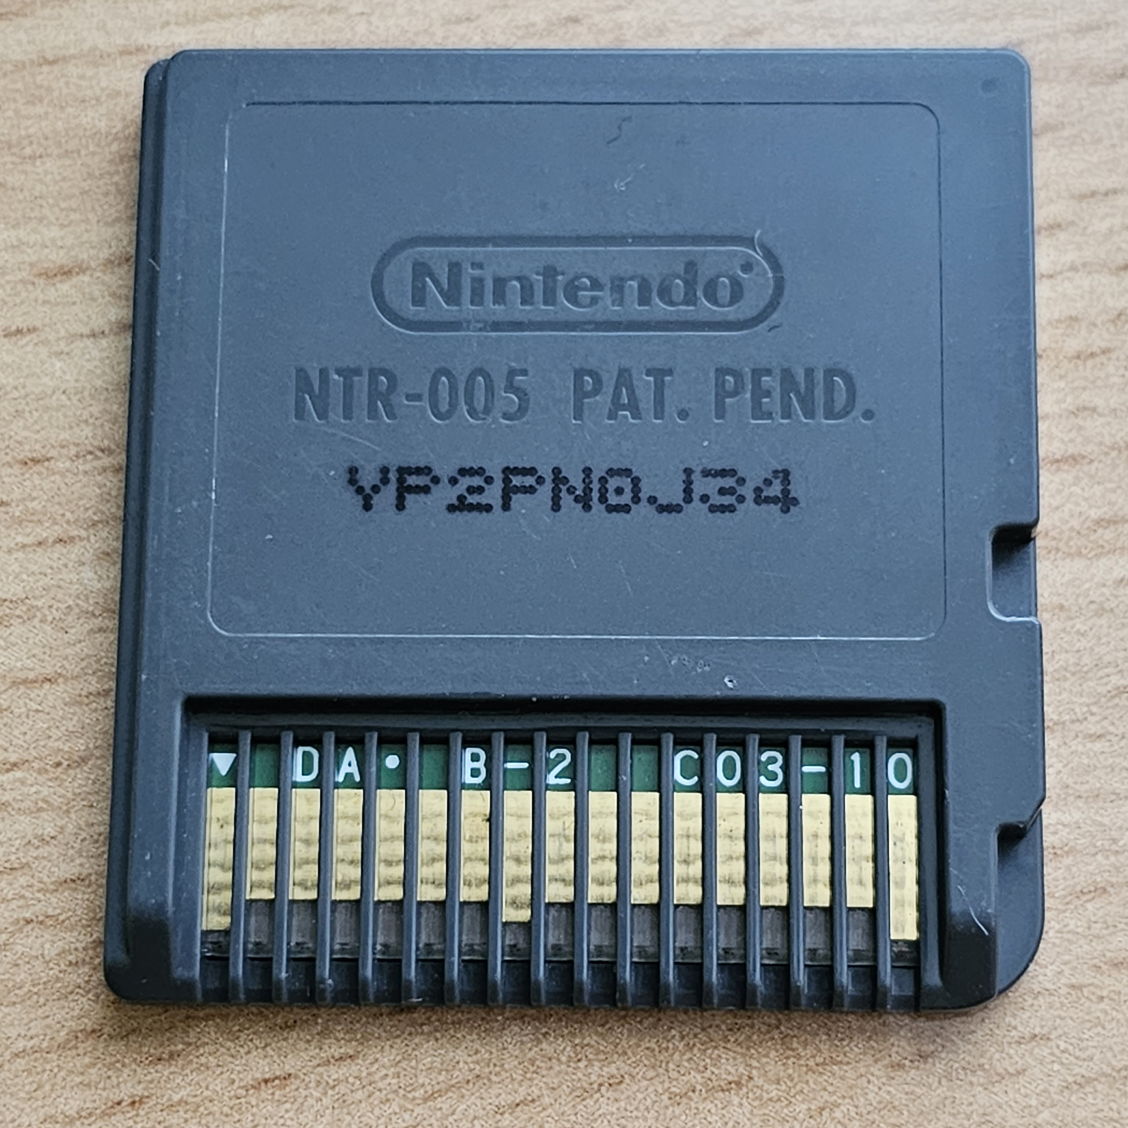 Nintendo
NTR-005 PAT. PEND.
YP2PN0J34
▼ DA• B-2 C03-10